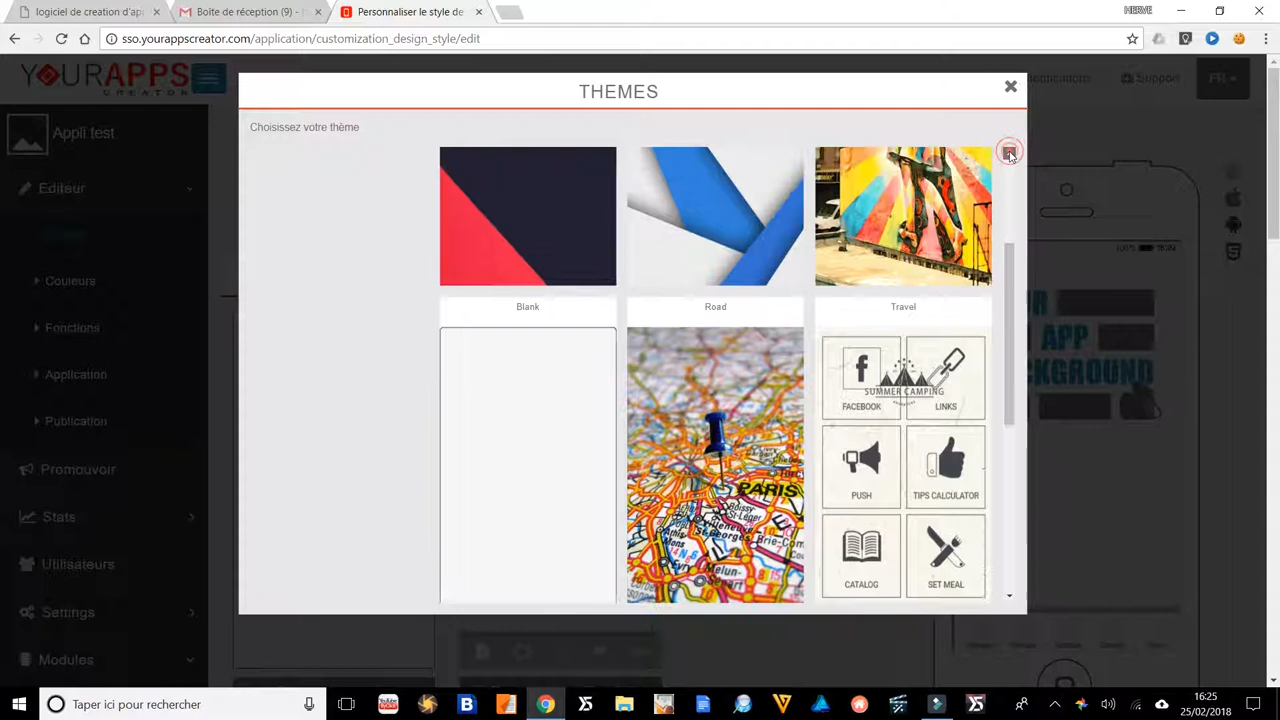 logiciel de creation d'ap
Boîte de réception (9) - H
Personnaliser le style de
HERVE
sso.yourappscreator.com/application/customization_design_style/edit
YOURAPPS
CREATOR
THEMES
Support
FR
Choisissez votre thème
Appli test
Editeur
Couleurs
Fonctions
Application
Publication
Promouvoir
Stats
Utilisateurs
Settings
Modules
Blank
Road
Travel
PARIS
SUMMER CAMPING
FACEBOOK
LINKS
PUSH
TIPS CALCULATOR
CATALOG
SET MEAL
100%
APP
Taper ici pour rechercher
16:25
25/02/2018